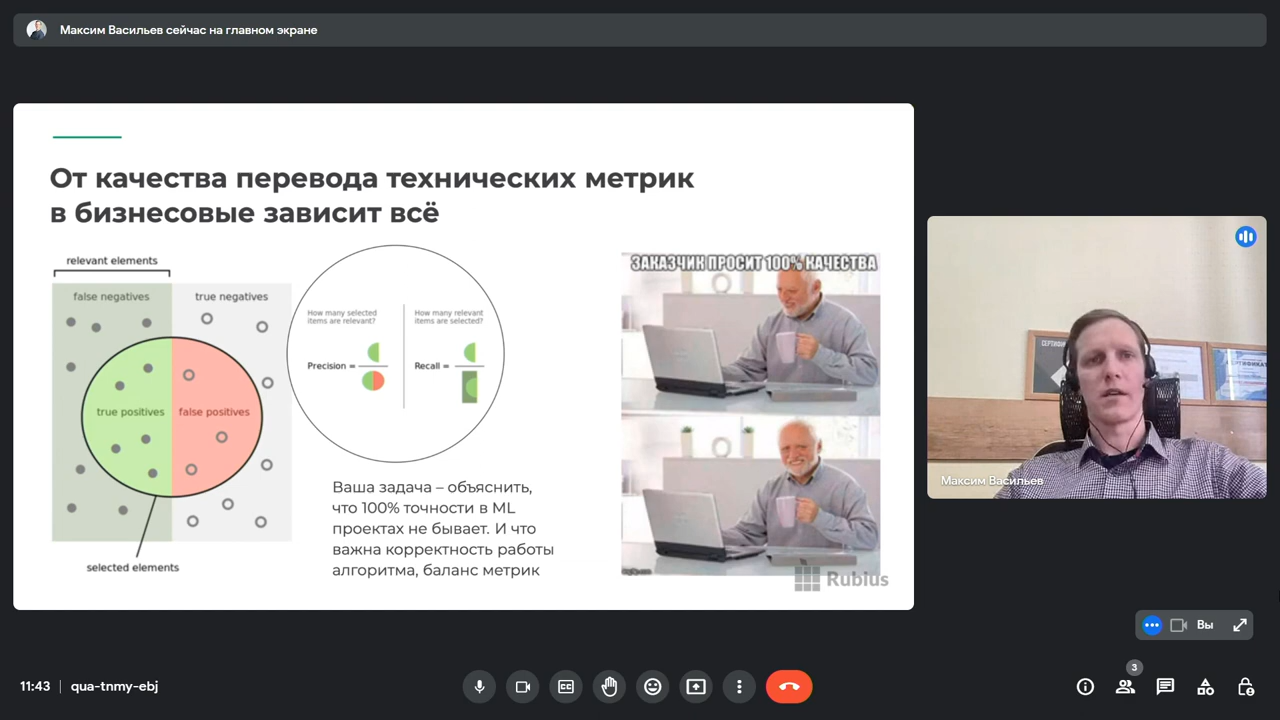 Максим Васильев сейчас на главном экране
От качества перевода технических метрик
в бизнесовые зависит всё
relevant elements
false negatives
true negatives
true positives
false positives
selected elements
How many selected
items are relevant?
Precision =
How many relevant
items are selected?
Recall =
Ваша задача – объяснить,
что 100% точности в ML
проектах не бывает. И что
важна корректность работы
алгоритма, баланс метрик
ЗАКАЗЧИК ПРОСИТ 100% КАЧЕСТВА
Rubius
Максим Васильев
Вы
11:43
qua-tnmy-ebj
3